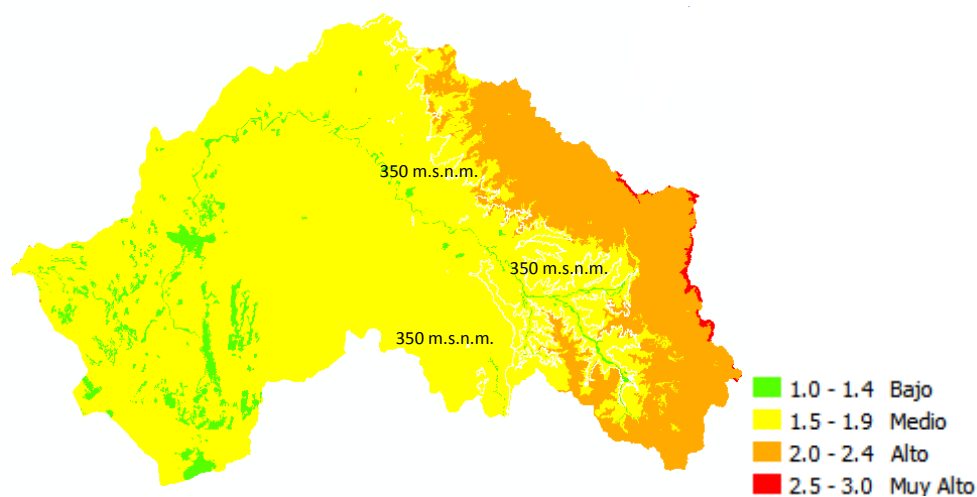 350 m.s.n.m.
350 m.s.n.m.
350 m.s.n.m.
1.0 - 1.4 Bajo
1.5 - 1.9 Medio
2.0 - 2.4 Alto
2.5 - 3.0 Muy Alto